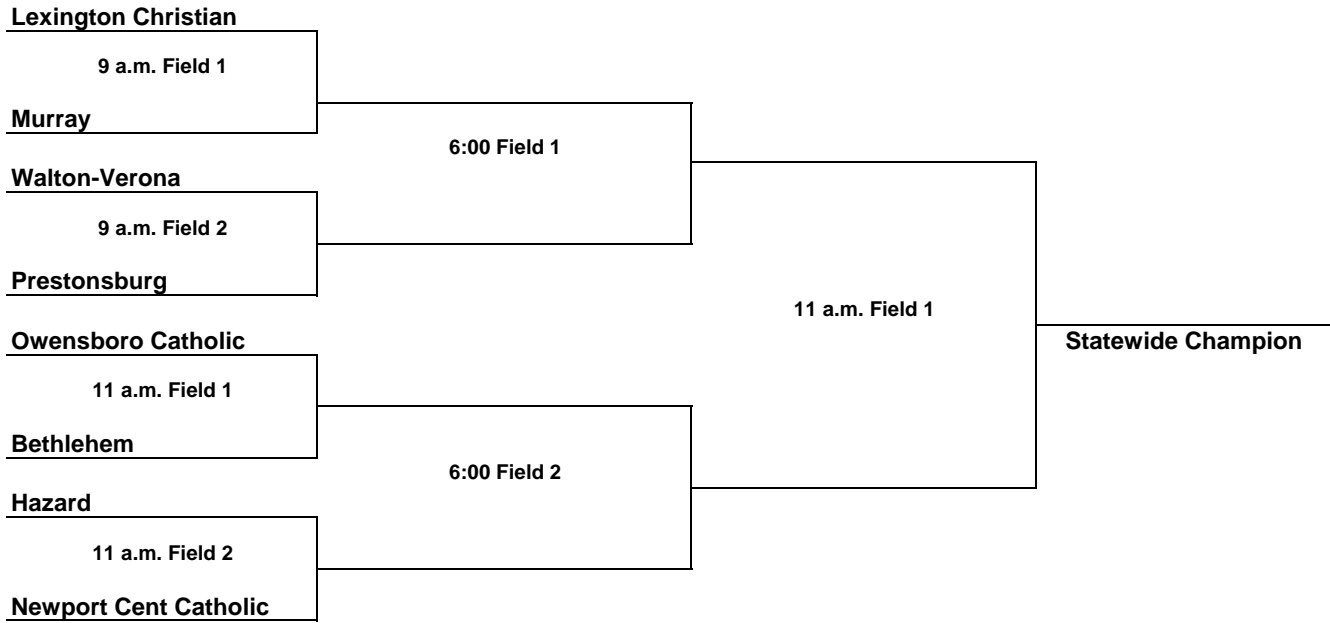 Lexington Christian
9 a.m. Field 1
Murray
6:00 Field 1
Walton-Verona
9 a.m. Field 2
Prestonsburg
11 a.m. Field 1
Owensboro Catholic
Statewide Champion
11 a.m. Field 1
Bethlehem
6:00 Field 2
Hazard
11 a.m. Field 2
Newport Cent Catholic